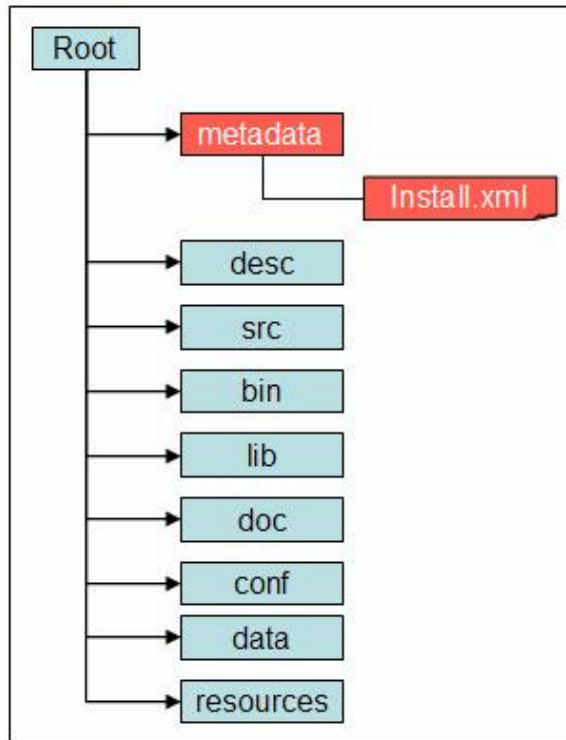 Root
metadata
Install.xml
desc
src
bin
lib
doc
conf
data
resources